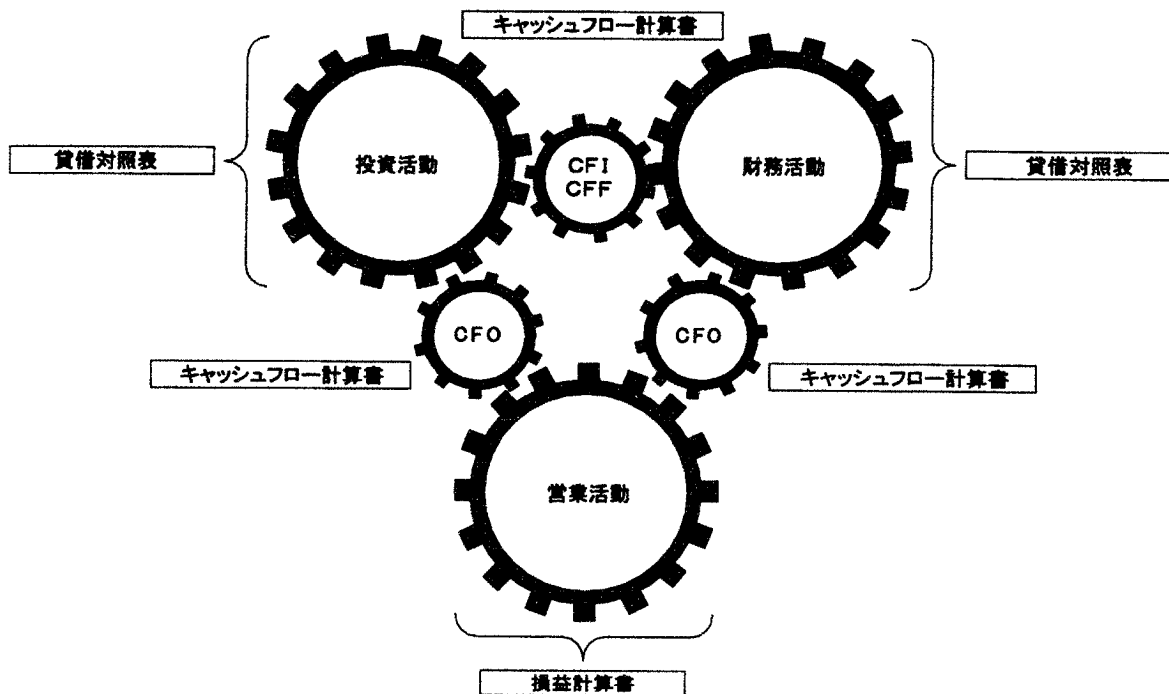 キャッシュフロー計算書
貸借対照表
投資活動
CFI
CFF
財務活動
貸借対照表
CFO
CFO
キャッシュフロー計算書
キャッシュフロー計算書
営業活動
損益計算書